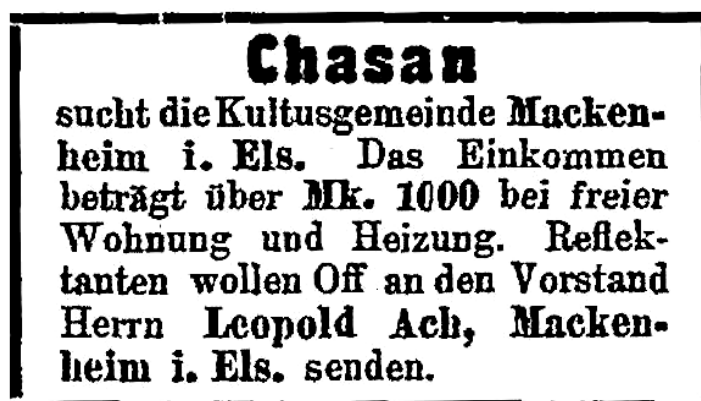 Chasan
sucht die Kultusgemeinde Macken-
heim i. Els. Das Einkommen
beträgt über Mk. 1000 bei freier
Wohnung und Heizung. Reflek-
tanten wollen Off an den Vorstand
Herrn Leopold Ach, Macken-
heim i. Els. senden.